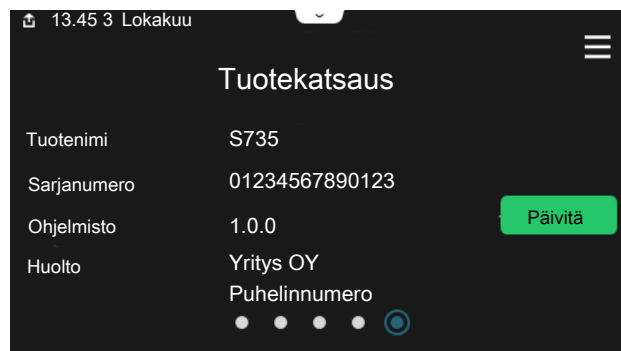 13.45 3 Lokakuu
Tuotekatsaus
Tuotenimi S735
Sarjanumero 01234567890123
Ohjelmisto 1.0.0 Päivitä
Huolto Yritys OY
Puhelinnumero